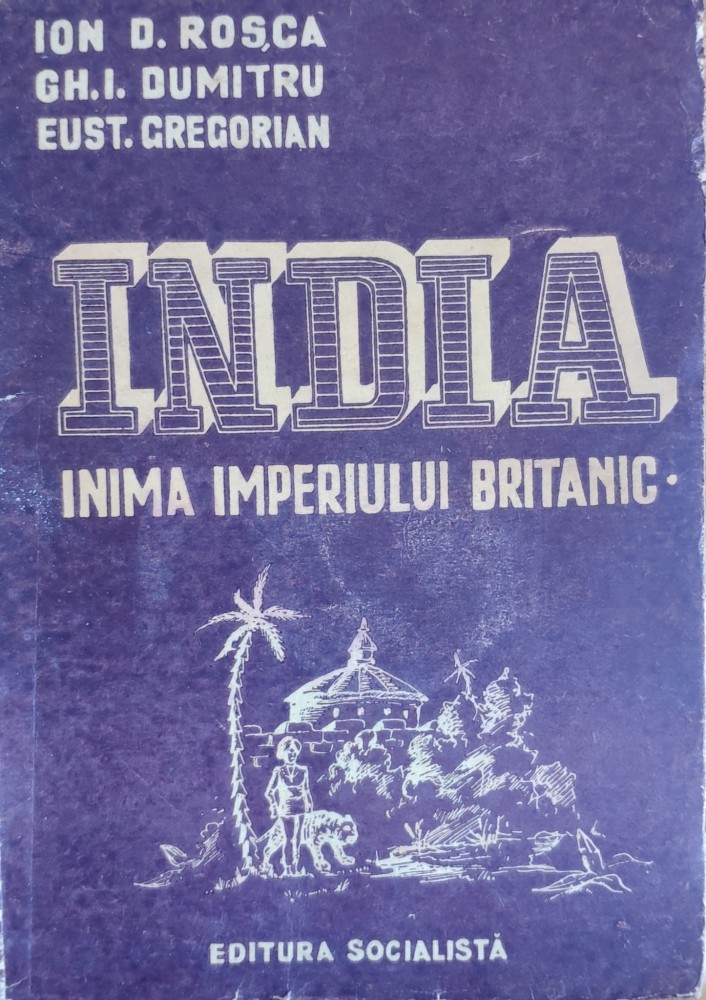 ION D. ROȘCA
GH. I. DUMITRU
EUST. GREGORIAN
INDIA
INIMA IMPERIULUI BRITANIC.
EDITURA SOCIALISTĂ